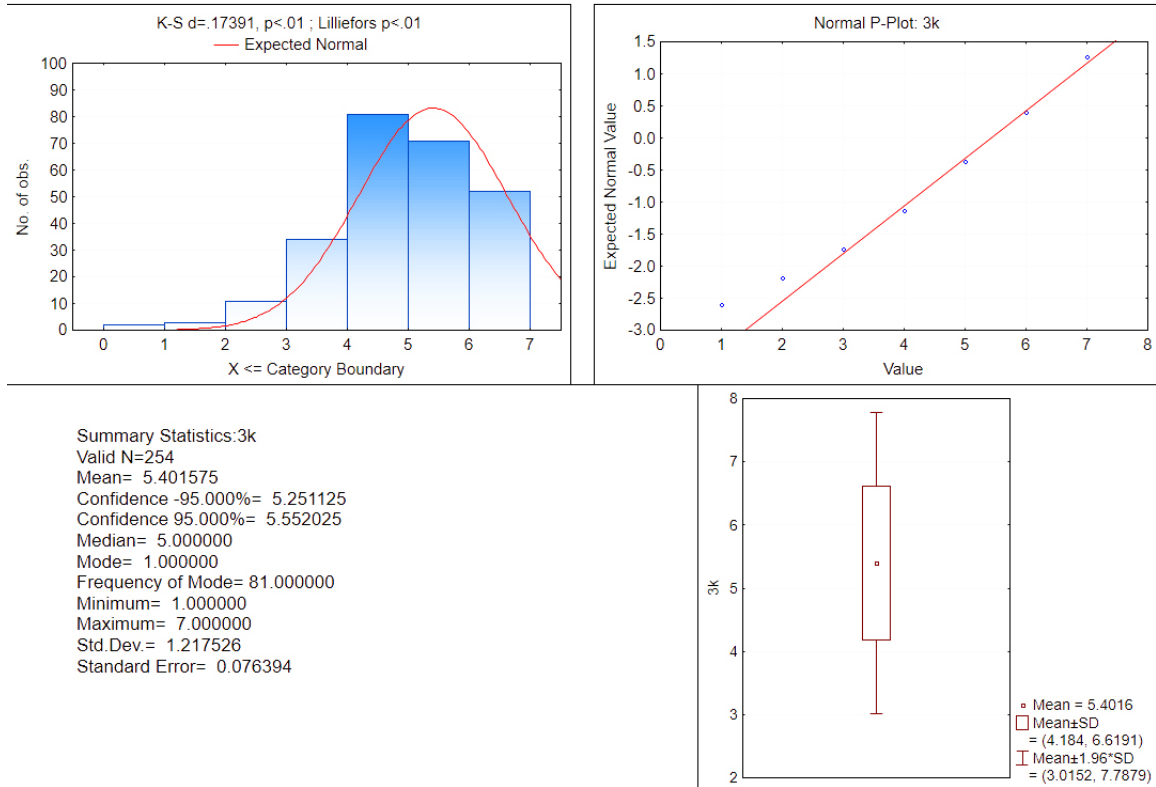 K-S d=.17391, p<.01 ; Lilliefors p<.01
Expected Normal
100
90
80
70
60
50
40
30
20
10
0
No. of obs.
0 1 2 3 4 5 6 7
X <= Category Boundary
Normal P-Plot: 3k
1.5
1.0
0.5
0.0
-0.5
-1.0
-1.5
-2.0
-2.5
-3.0
Expected Normal Value
0 1 2 3 4 5 6 7 8
Value
Summary Statistics:3k
Valid N=254
Mean= 5.401575
Confidence -95.000%= 5.251125
Confidence 95.000%= 5.552025
Median= 5.000000
Mode= 1.000000
Frequency of Mode= 81.000000
Minimum= 1.000000
Maximum= 7.000000
Std.Dev.= 1.217526
Standard Error= 0.076394
8
7
6
5
4
3
2
3k
Mean = 5.4016
Mean±SD
= (4.184, 6.6191)
Mean±1.96*SD
= (3.0152, 7.7879)